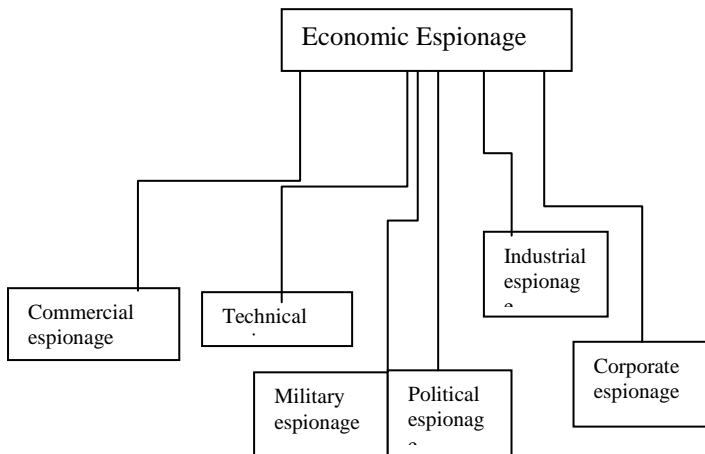 Economic Espionage
Industrial
espionag
e
Commercial
espionage
Technical
Corporate
espionage
Military
espionage
Political
espionag
e